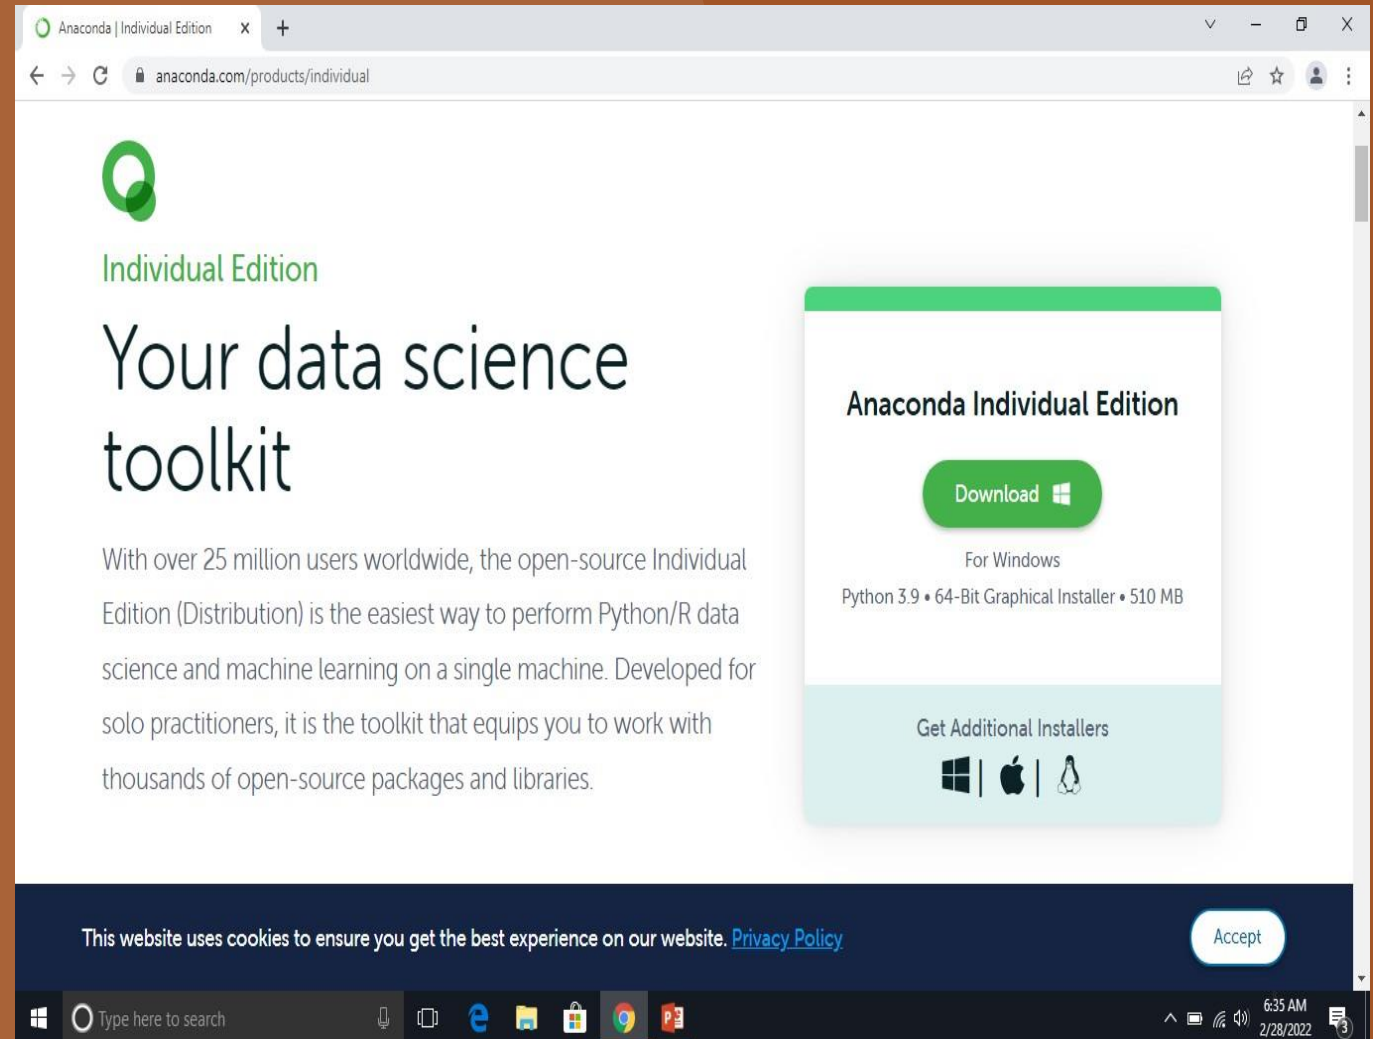 Anaconda | Individual Edition
anaconda.com/products/individual
Individual Edition
Your data science
toolkit
With over 25 million users worldwide, the open-source Individual
Edition (Distribution) is the easiest way to perform Python/R data
science and machine learning on a single machine. Developed for
solo practitioners, it is the toolkit that equips you to work with
thousands of open-source packages and libraries.
Anaconda Individual Edition
Download
For Windows
Python 3.9 • 64-Bit Graphical Installer • 510 MB
Get Additional Installers
This website uses cookies to ensure you get the best experience on our website. Privacy Policy
Accept
Type here to search
6:35 AM
2/28/2022
3